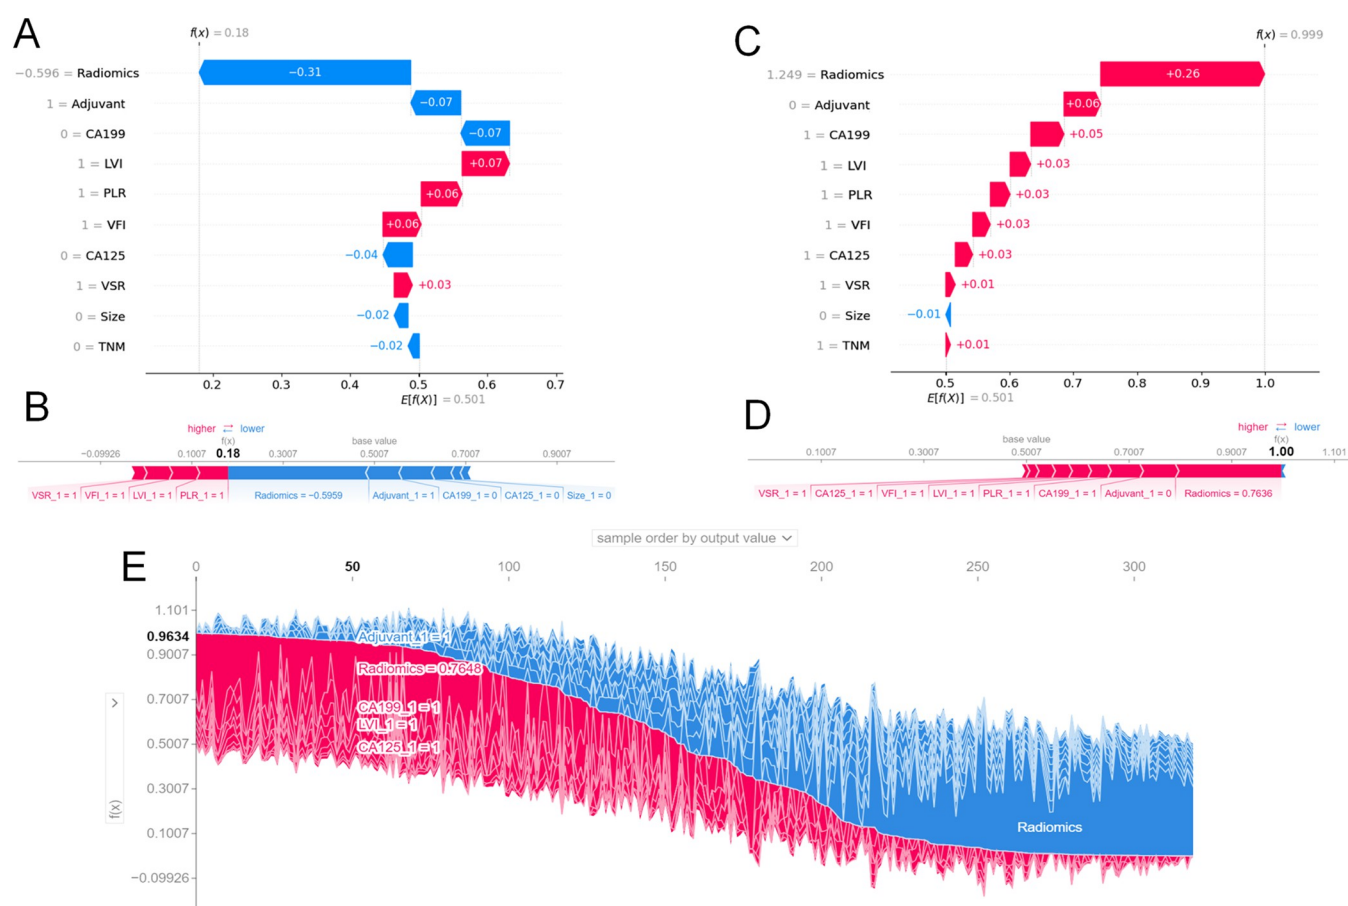 A
f(x) = 0.18
−0.596 = Radiomics −0.31
1 = Adjuvant −0.07
0 = CA199 −0.07
1 = LVI +0.07
1 = PLR +0.06
1 = VFI +0.06
0 = CA125 −0.04
1 = VSR +0.03
0 = Size −0.02
0 = TNM −0.02
0.2 0.3 0.4 0.5 0.6 0.7
E[f(X)] = 0.501
C
f(x) = 0.999
1.249 = Radiomics +0.26
0 = Adjuvant +0.06
1 = CA199 +0.05
1 = LVI +0.03
1 = PLR +0.03
1 = VFI +0.03
1 = CA125 +0.03
1 = VSR +0.01
0 = Size −0.01
1 = TNM +0.01
0.5 0.6 0.7 0.8 0.9 1.0
E[f(X)] = 0.501
B
higher ⇄ lower
f(x) base value
−0.09926 0.1007 0.18 0.3007 0.5007 0.7007 0.9007
VSR_1 = 1 VFI_1 = 1 LVI_1 = 1 PLR_1 = 1 Radiomics = −0.5959 Adjuvant_1 = 1 CA199_1 = 0 CA125_1 = 0 Size_1 = 0
D
higher ⇄ lower
base value f(x)
0.1007 0.3007 0.5007 0.7007 0.9007 1.00 1.101
VSR_1 = 1 CA125_1 = 1 VFI_1 = 1 LVI_1 = 1 PLR_1 = 1 CA199_1 = 1 Adjuvant_1 = 0 Radiomics = 0.7636
sample order by output value
E
0 50 100 150 200 250 300
1.101
0.9634
0.9007
0.7007
0.5007
0.3007
0.1007
−0.09926
f(x)
Adjuvant_1 = 1
Radiomics = 0.7648
CA199_1 = 1
LVI_1 = 1
CA125_1 = 1
Radiomics